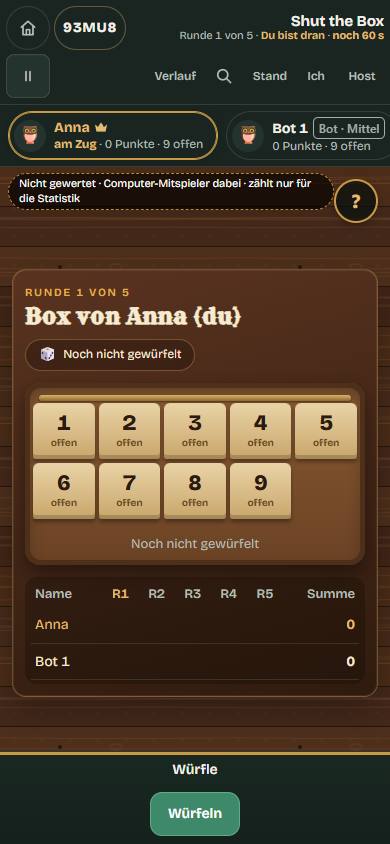 93MU8
Shut the Box
Runde 1 von 5 · Du bist dran · noch 60 s
Verlauf
Stand
Ich
Host
Anna
am Zug · 0 Punkte · 9 offen
Bot 1 Bot · Mittel
0 Punkte · 9 offen
Nicht gewertet · Computer-Mitspieler dabei · zählt nur für
die Statistik
?
RUNDE 1 VON 5
Box von Anna (du)
Noch nicht gewürfelt
1 2 3 4 5
offen offen offen offen offen
6 7 8 9
offen offen offen offen
Noch nicht gewürfelt
Name R1 R2 R3 R4 R5 Summe
Anna 0
Bot 1 0
Würfle
Würfeln